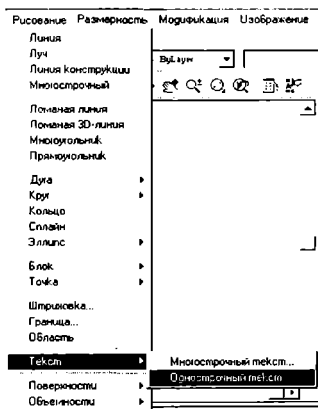 Рисование Размерность Модификация Изображение
Линия
Луч
Линия конструкции
Многострочный
ByLayer
Ломаная линия
Ломаная 3D-линия
Многоугольник
Прямоугольник
Дуга
Круг
Кольцо
Сплайн
Эллипс
Блок
Точка
Штриховка...
Граница...
Область
Текст
Многострочный текст...
Однострочный текст
Поверхности
Объемности